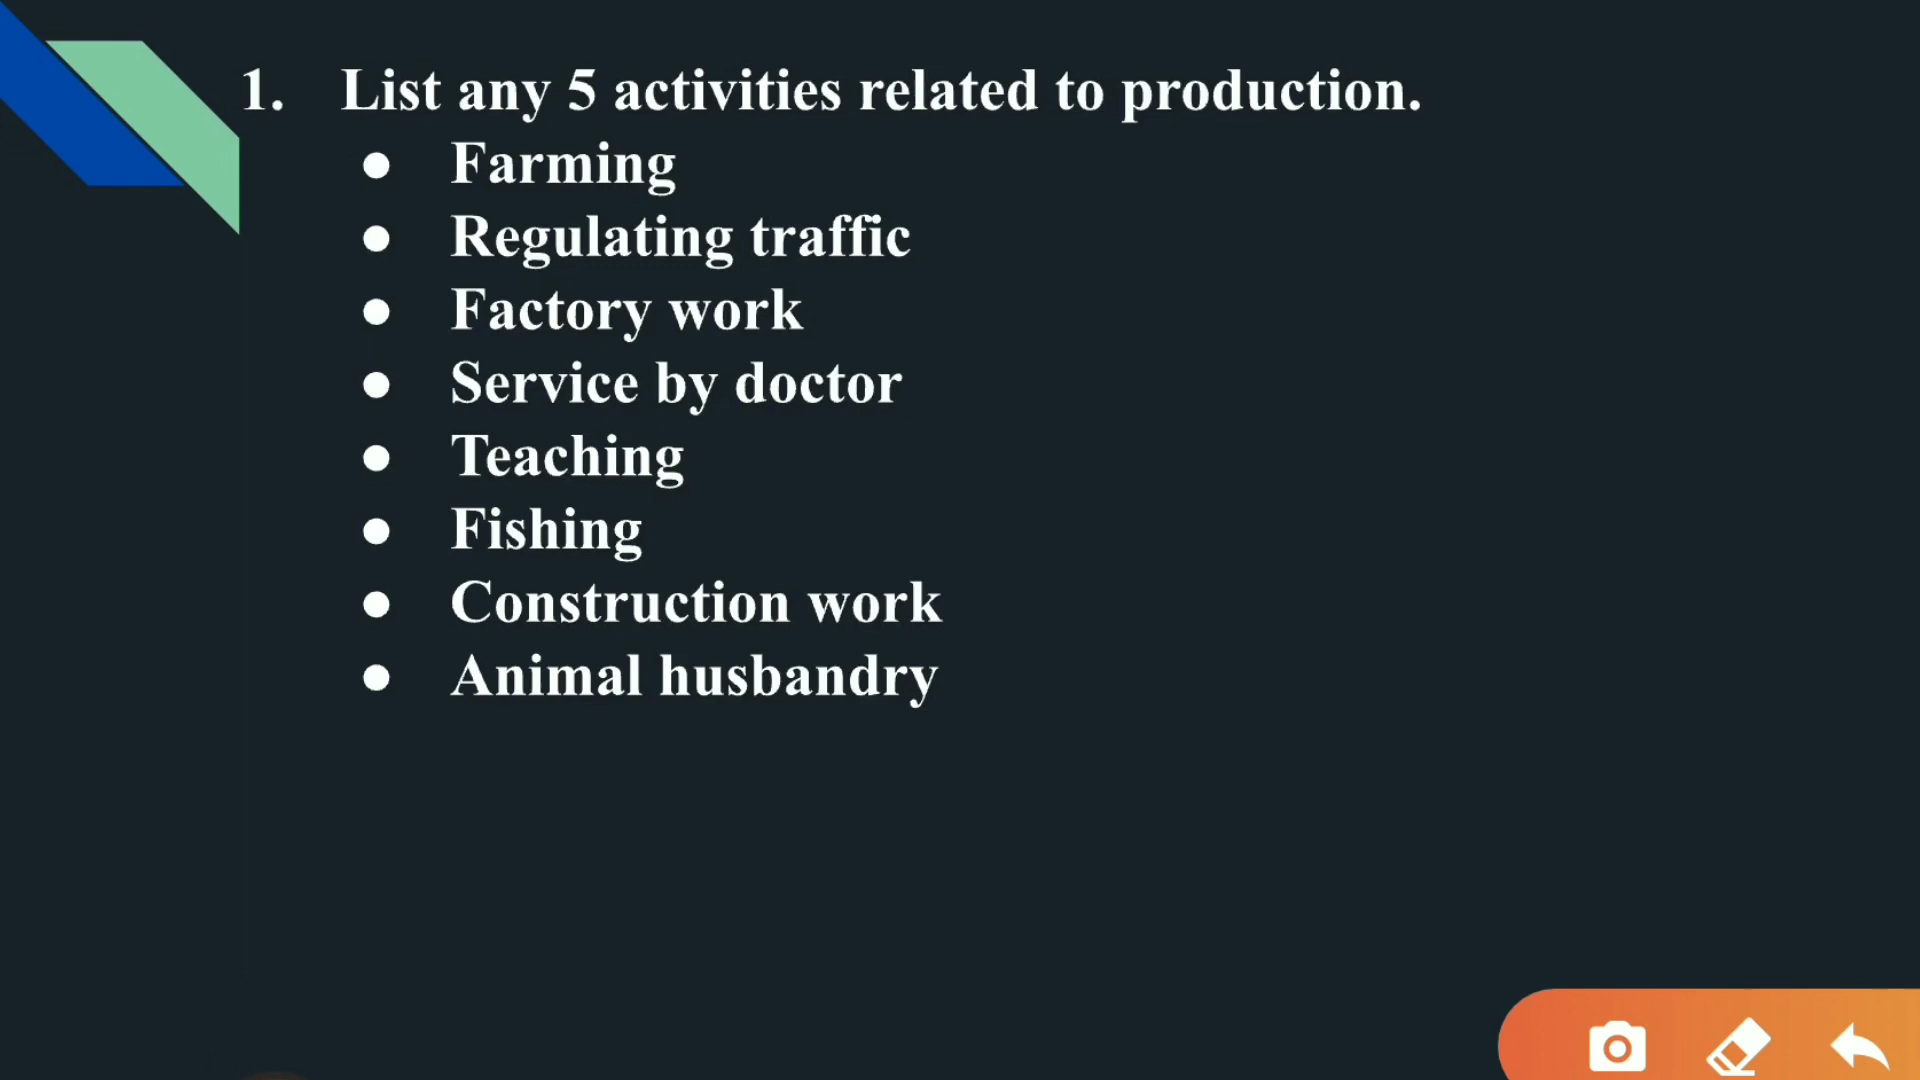 1. List any 5 activities related to production.
● Farming
● Regulating traffic
● Factory work
● Service by doctor
● Teaching
● Fishing
● Construction work
● Animal husbandry